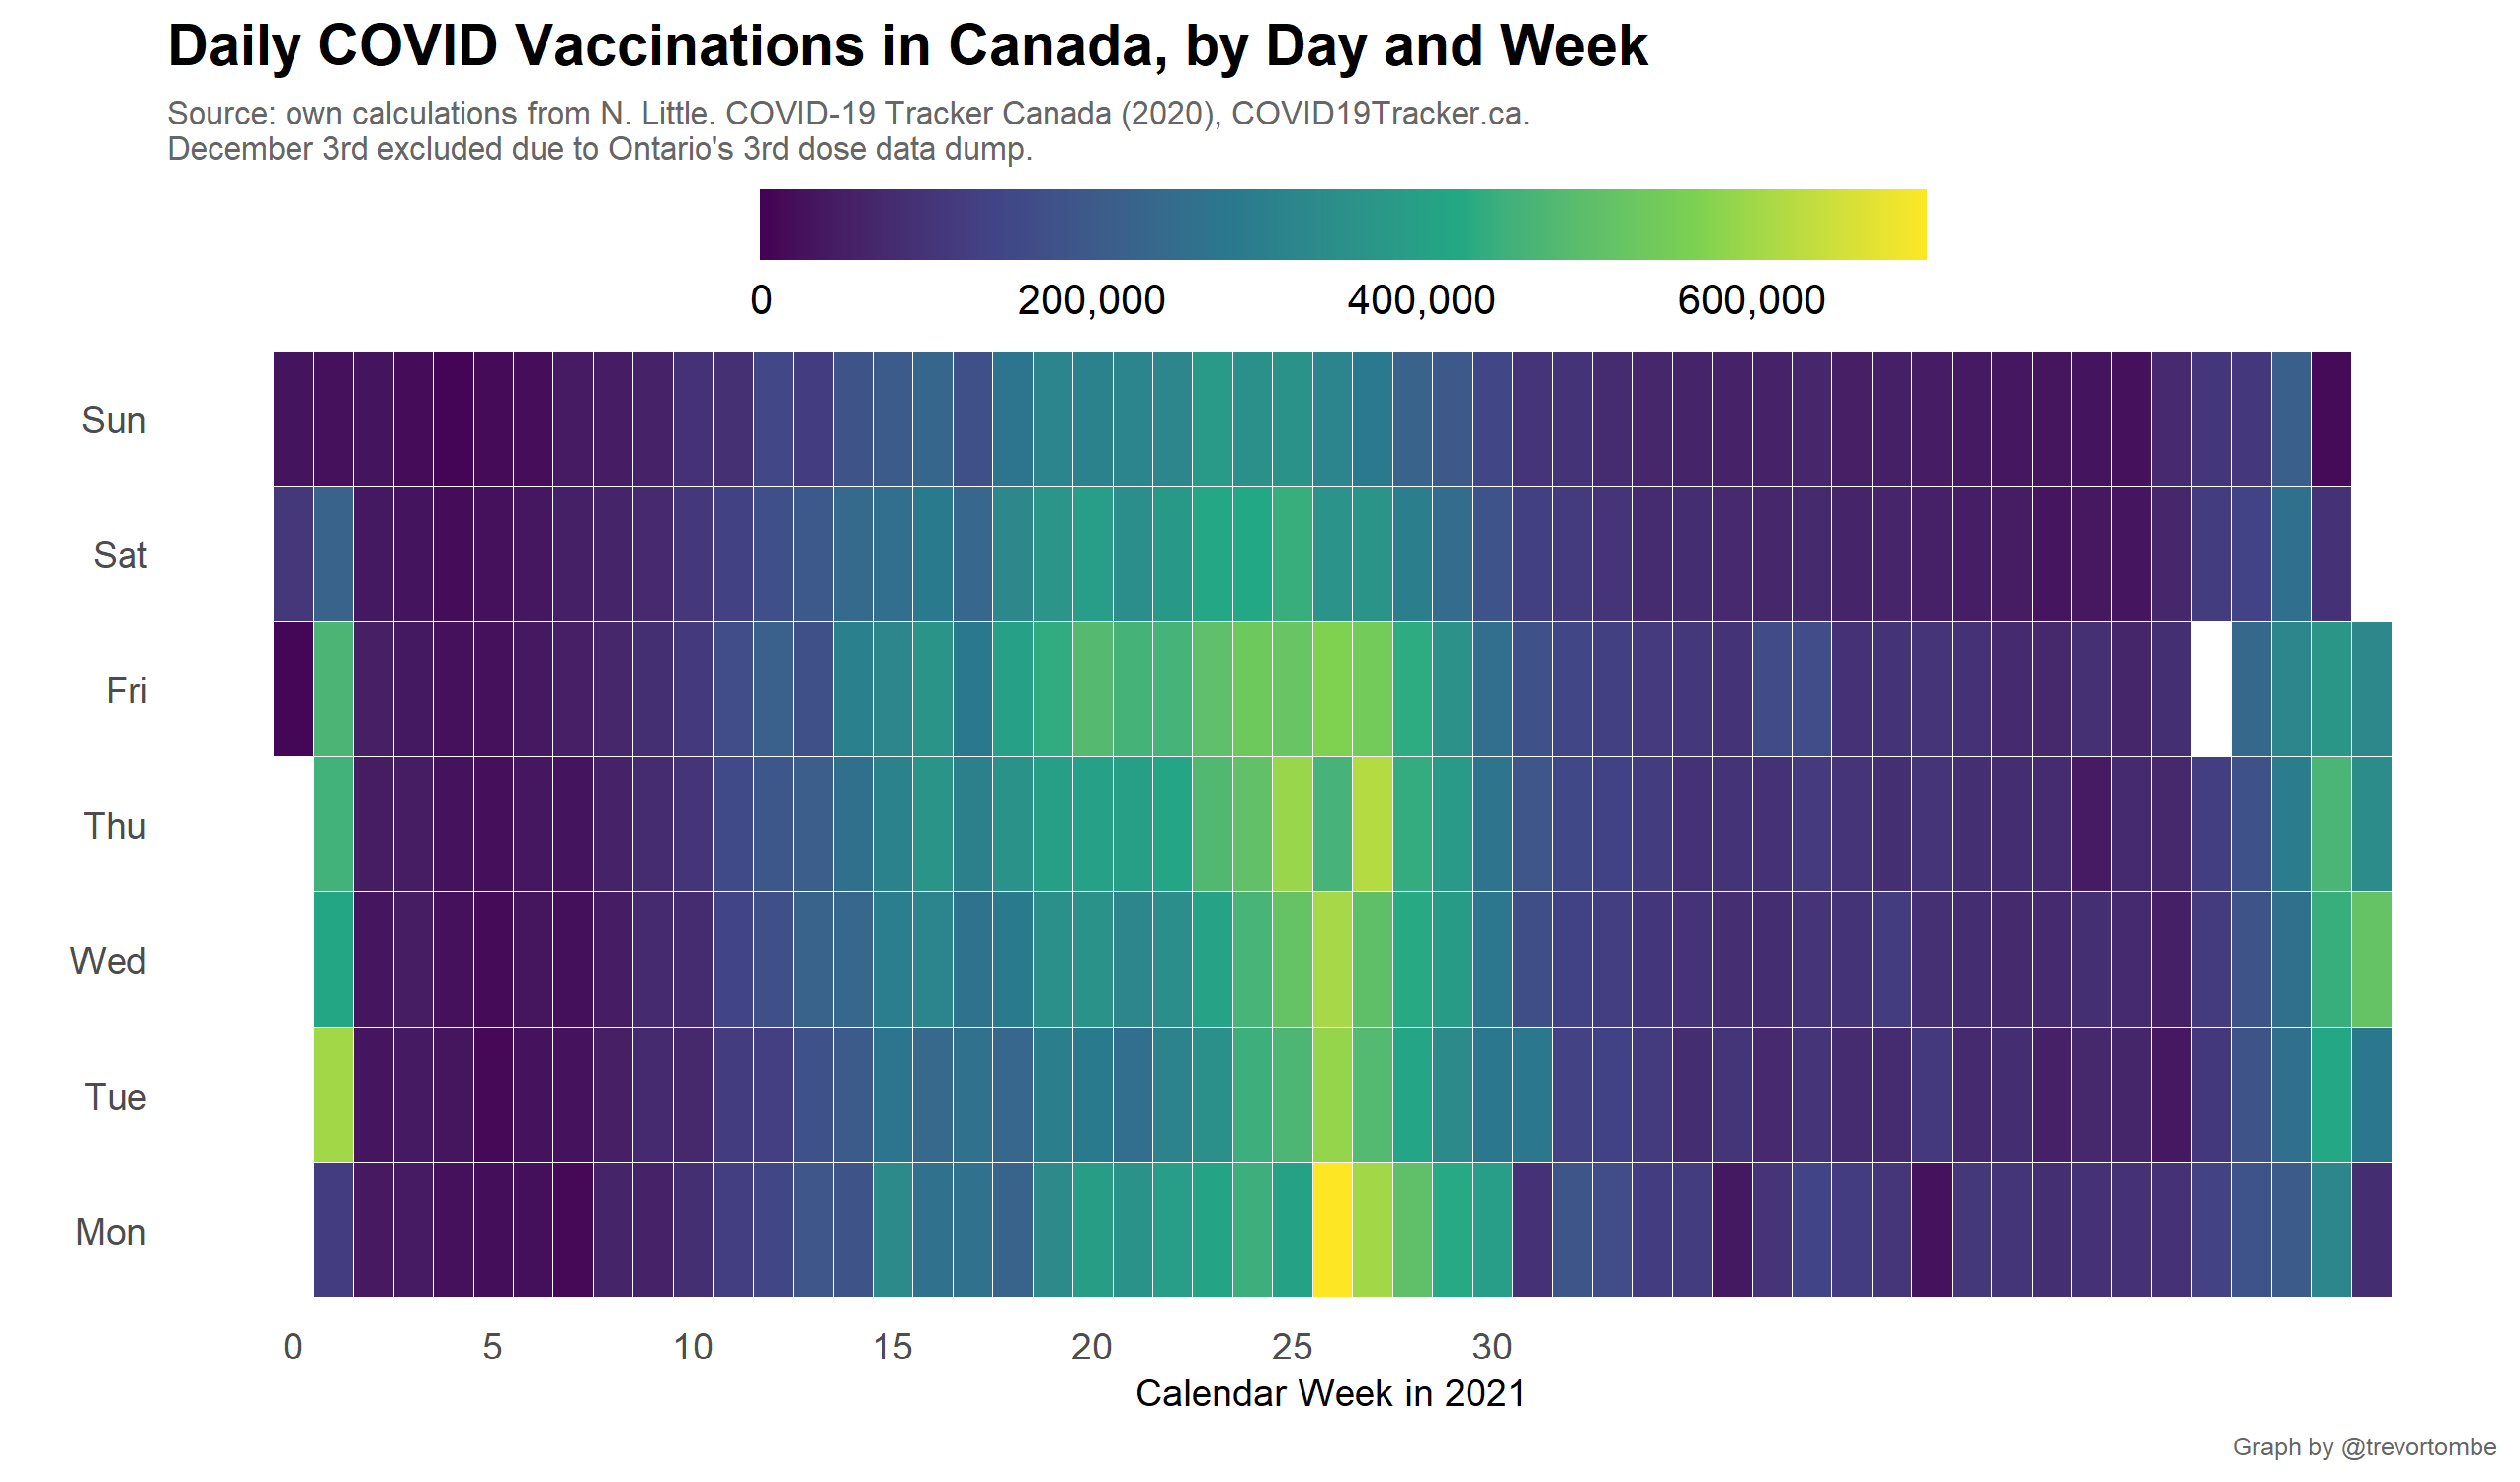 Daily COVID Vaccinations in Canada, by Day and Week
Source: own calculations from N. Little. COVID-19 Tracker Canada (2020), COVID19Tracker.ca.
December 3rd excluded due to Ontario's 3rd dose data dump.
0 200,000 400,000 600,000
Sun
Sat
Fri
Thu
Wed
Tue
Mon
0 5 10 15 20 25 30
Calendar Week in 2021
Graph by @trevortombe